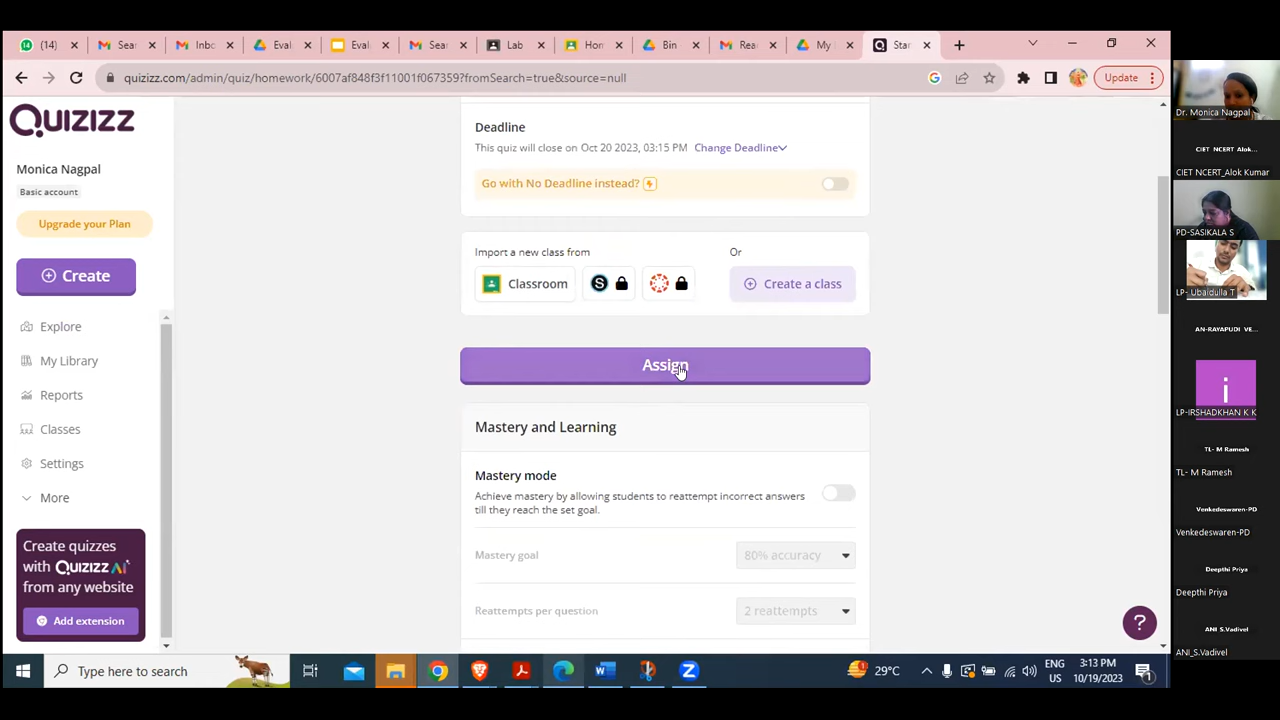 (14)
Sear
Inbo
Eval
Eval
Sear
Lab
Hom
Bin
Rea
My
Star
quizizz.com/admin/quiz/homework/6007af848f3f11001f067359?fromSearch=true&source=null
Update
QUIZIZZ
Monica Nagpal
Basic account
Upgrade your Plan
Create
Explore
My Library
Reports
Classes
Settings
More
Create quizzes
with QUIZIZZ AI
from any website
Add extension
Deadline
This quiz will close on Oct 20 2023, 03:15 PM Change Deadline
Go with No Deadline instead?
Import a new class from
Or
Classroom
S
Create a class
Assign
Mastery and Learning
Mastery mode
Achieve mastery by allowing students to reattempt incorrect answers
till they reach the set goal.
Mastery goal
80% accuracy
Reattempts per question
2 reattempts
?
Dr. Monica Nagpal
CIET NCERT Alok...
CIET NCERT_Alok Kumar
PD-SASIKALA S
LP- Ubaidulla T
AN-RAYAPUDI VE...
i
LP-IRSHADKHAN K K
TL- M Ramesh
TL- M Ramesh
Venkedeswaren-PD
Venkedeswaren-PD
Deepthi Priya
Deepthi Priya
ANI S.Vadivel
ANI_S.Vadivel
Type here to search
29°C
ENG
US
3:13 PM
10/19/2023
1